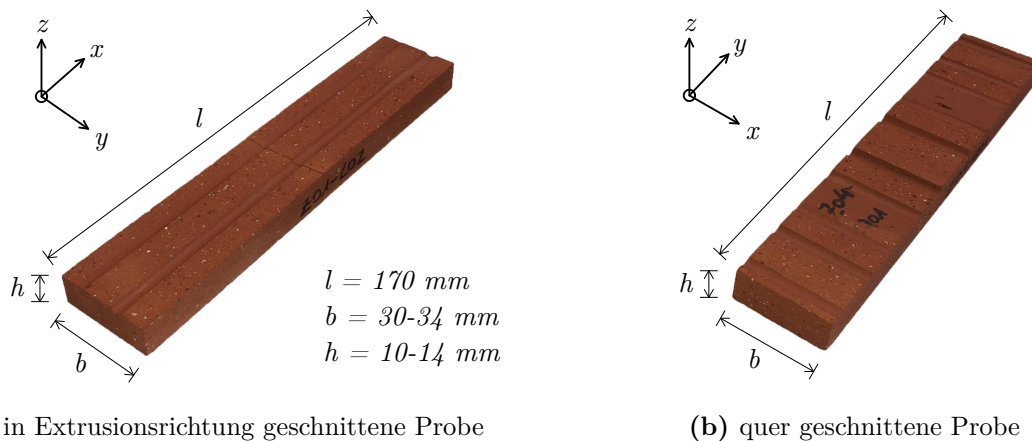 z
x
y
l
h
b
l = 170 mm
b = 30-34 mm
h = 10-14 mm
z
y
x
l
h
b
in Extrusionsrichtung geschnittene Probe
(b) quer geschnittene Probe